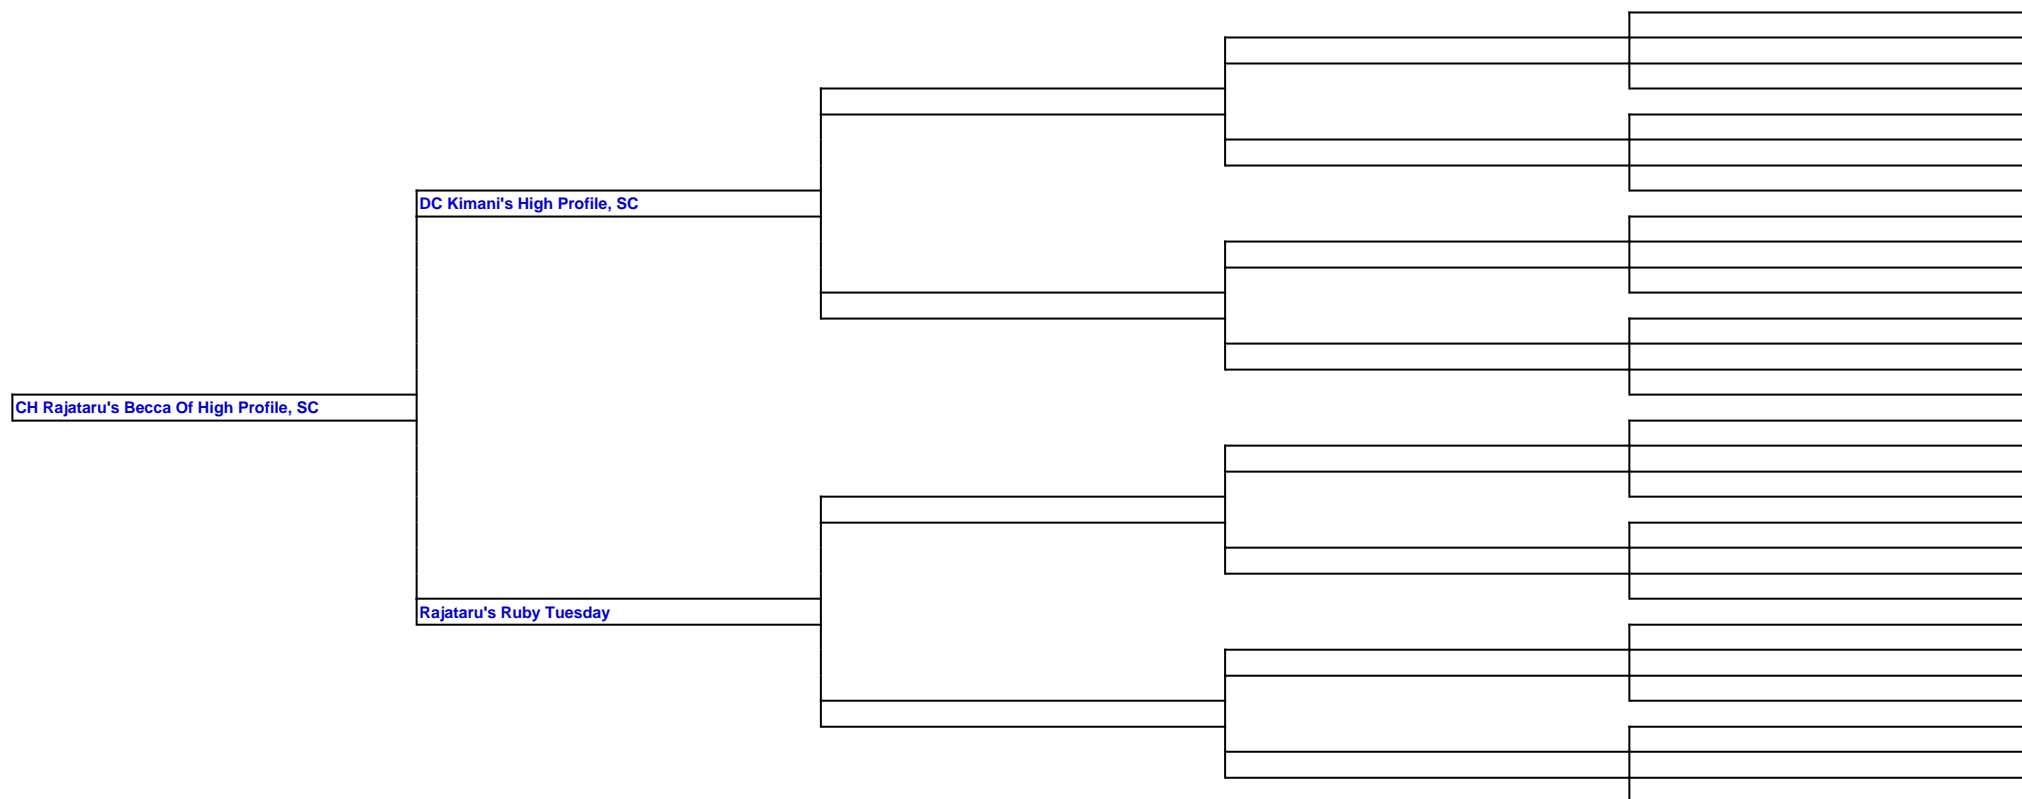 DC Kimani's High Profile, SC
CH Rajataru's Becca Of High Profile, SC
Rajataru's Ruby Tuesday